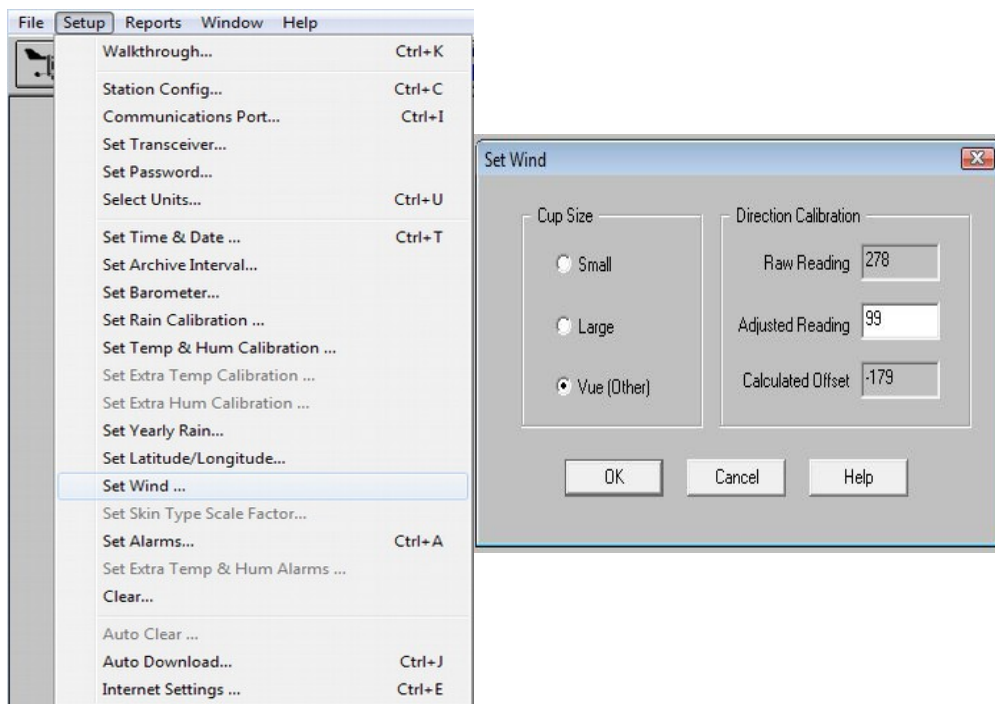 File Setup Reports Window Help
Walkthrough... Ctrl+K
Station Config... Ctrl+C
Communications Port... Ctrl+I
Set Transceiver...
Set Password...
Select Units... Ctrl+U
Set Time & Date ... Ctrl+T
Set Archive Interval...
Set Barometer...
Set Rain Calibration ...
Set Temp & Hum Calibration ...
Set Extra Temp Calibration ...
Set Extra Hum Calibration ...
Set Yearly Rain...
Set Latitude/Longitude...
Set Wind ...
Set Skin Type Scale Factor...
Set Alarms... Ctrl+A
Set Extra Temp & Hum Alarms ...
Clear...
Auto Clear ...
Auto Download... Ctrl+J
Internet Settings ... Ctrl+E
Set Wind
Cup Size
Small
Large
Vue (Other)
Direction Calibration
Raw Reading 278
Adjusted Reading 99
Calculated Offset -179
OK Cancel Help